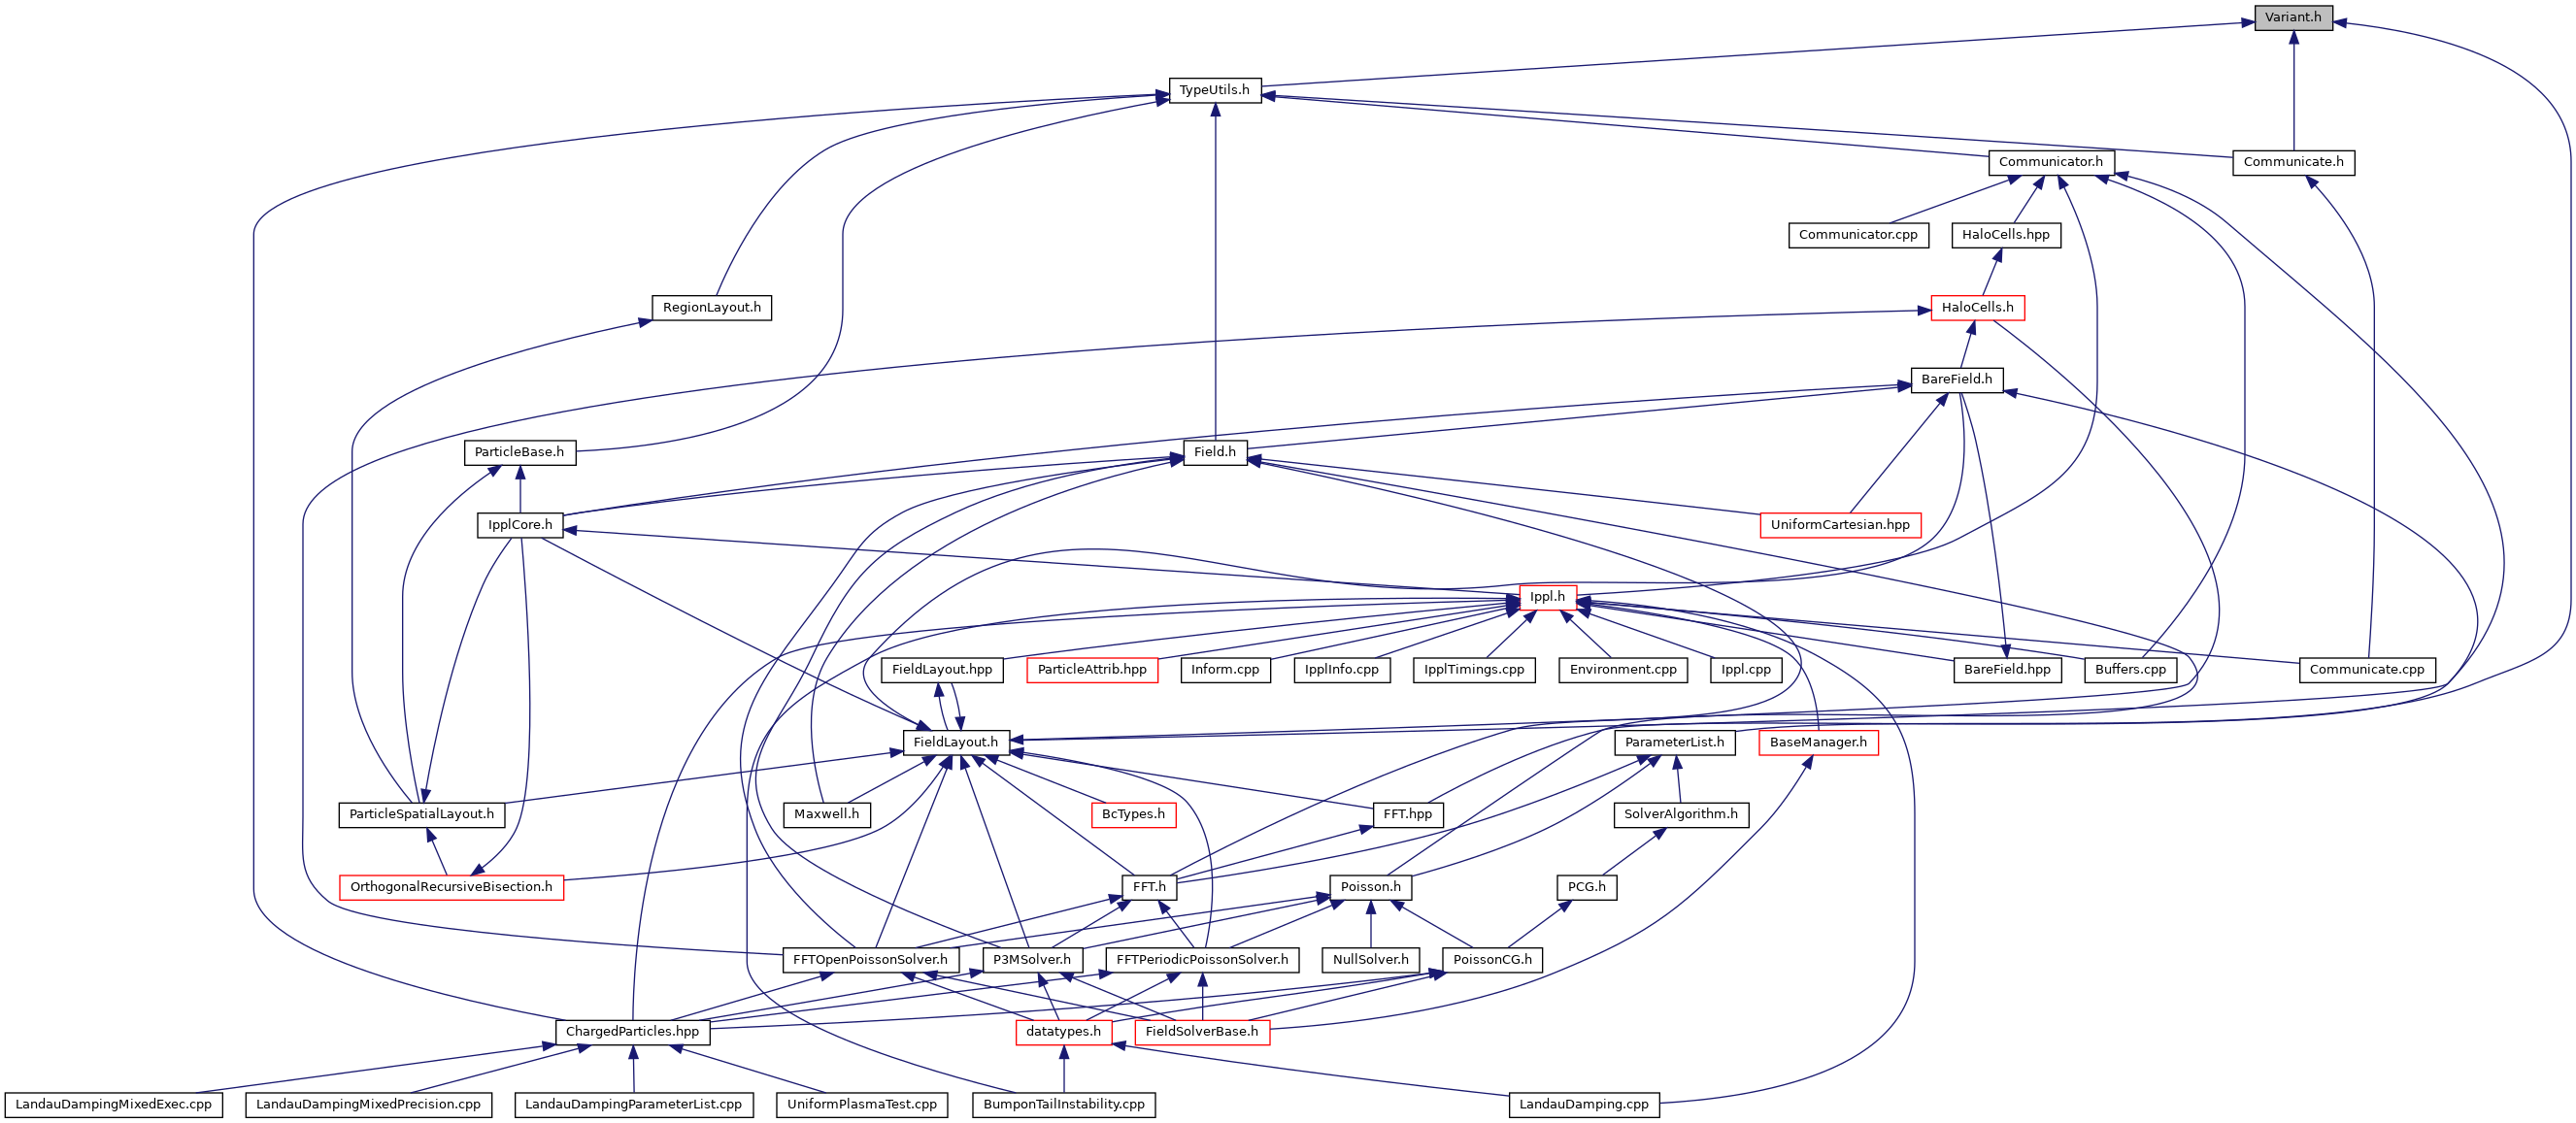 Variant.h
TypeUtils.h
Communicator.h
Communicate.h
Communicator.cpp
HaloCells.hpp
RegionLayout.h
HaloCells.h
BareField.h
ParticleBase.h
Field.h
IpplCore.h
UniformCartesian.hpp
Ippl.h
FieldLayout.hpp
ParticleAttrib.hpp
Inform.cpp
IpplInfo.cpp
IpplTimings.cpp
Environment.cpp
Ippl.cpp
BareField.hpp
Buffers.cpp
Communicate.cpp
FieldLayout.h
ParameterList.h
BaseManager.h
ParticleSpatialLayout.h
Maxwell.h
BcTypes.h
FFT.hpp
SolverAlgorithm.h
OrthogonalRecursiveBisection.h
FFT.h
Poisson.h
PCG.h
FFTOpenPoissonSolver.h
P3MSolver.h
FFTPeriodicPoissonSolver.h
NullSolver.h
PoissonCG.h
ChargedParticles.hpp
datatypes.h
FieldSolverBase.h
LandauDampingMixedExec.cpp
LandauDampingMixedPrecision.cpp
LandauDampingParameterList.cpp
UniformPlasmaTest.cpp
BumponTailInstability.cpp
LandauDamping.cpp